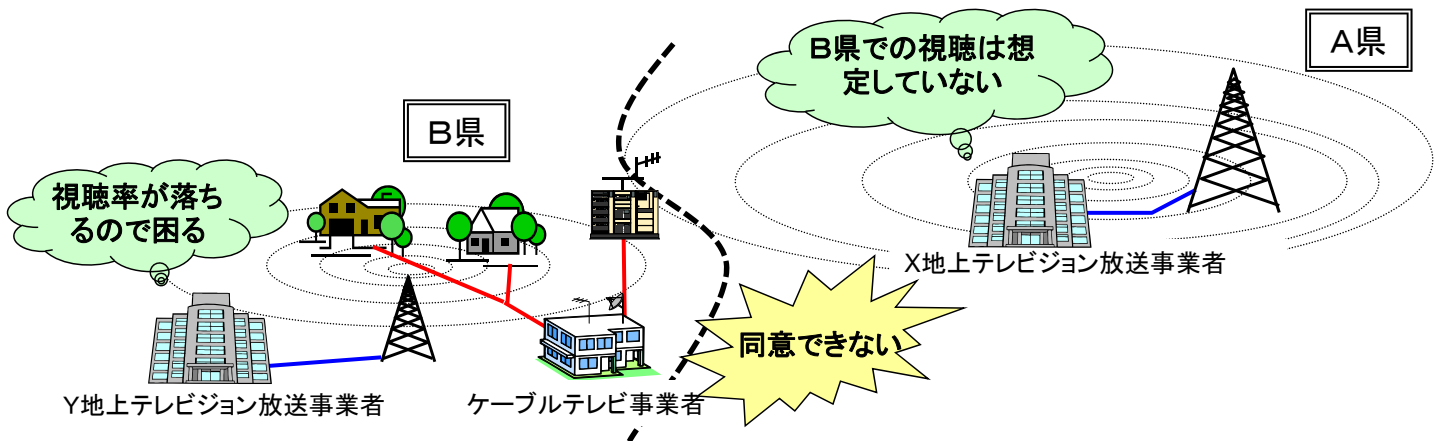 A県
B県での視聴は想
定していない
B県
視聴率が落ち
るので困る
X地上テレビジョン放送事業者
同意できない
Y地上テレビジョン放送事業者
ケーブルテレビ事業者